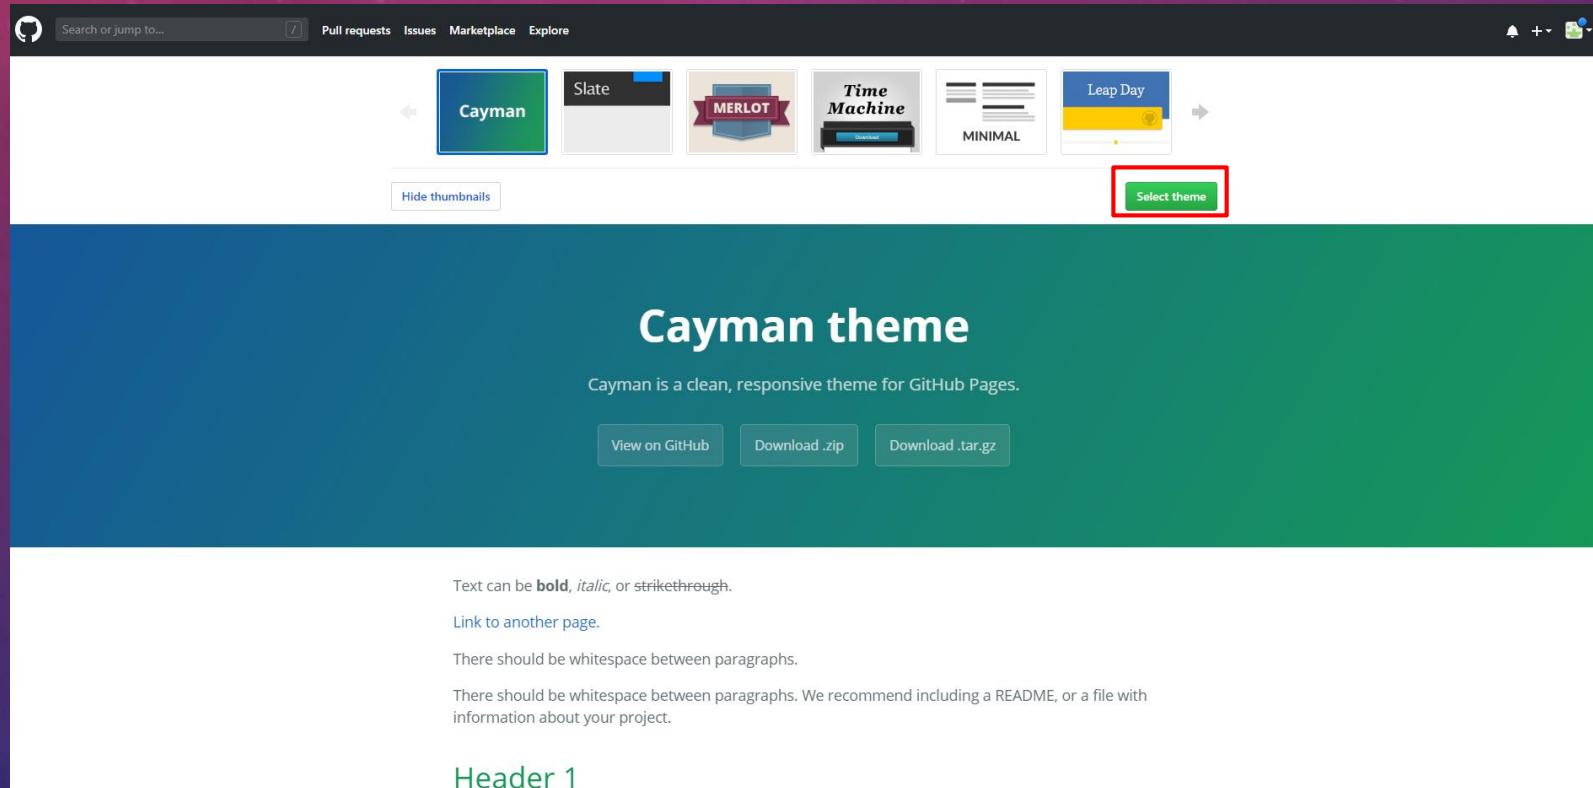 Search or jump to... / Pull requests Issues Marketplace Explore
Cayman
Slate
MERLOT
Time
Machine
Download
MINIMAL
Leap Day
Hide thumbnails
Select theme
Cayman theme
Cayman is a clean, responsive theme for GitHub Pages.
View on GitHub
Download .zip
Download .tar.gz
Text can be bold, italic, or strikethrough.
Link to another page.
There should be whitespace between paragraphs.
There should be whitespace between paragraphs. We recommend including a README, or a file with
information about your project.
Header 1